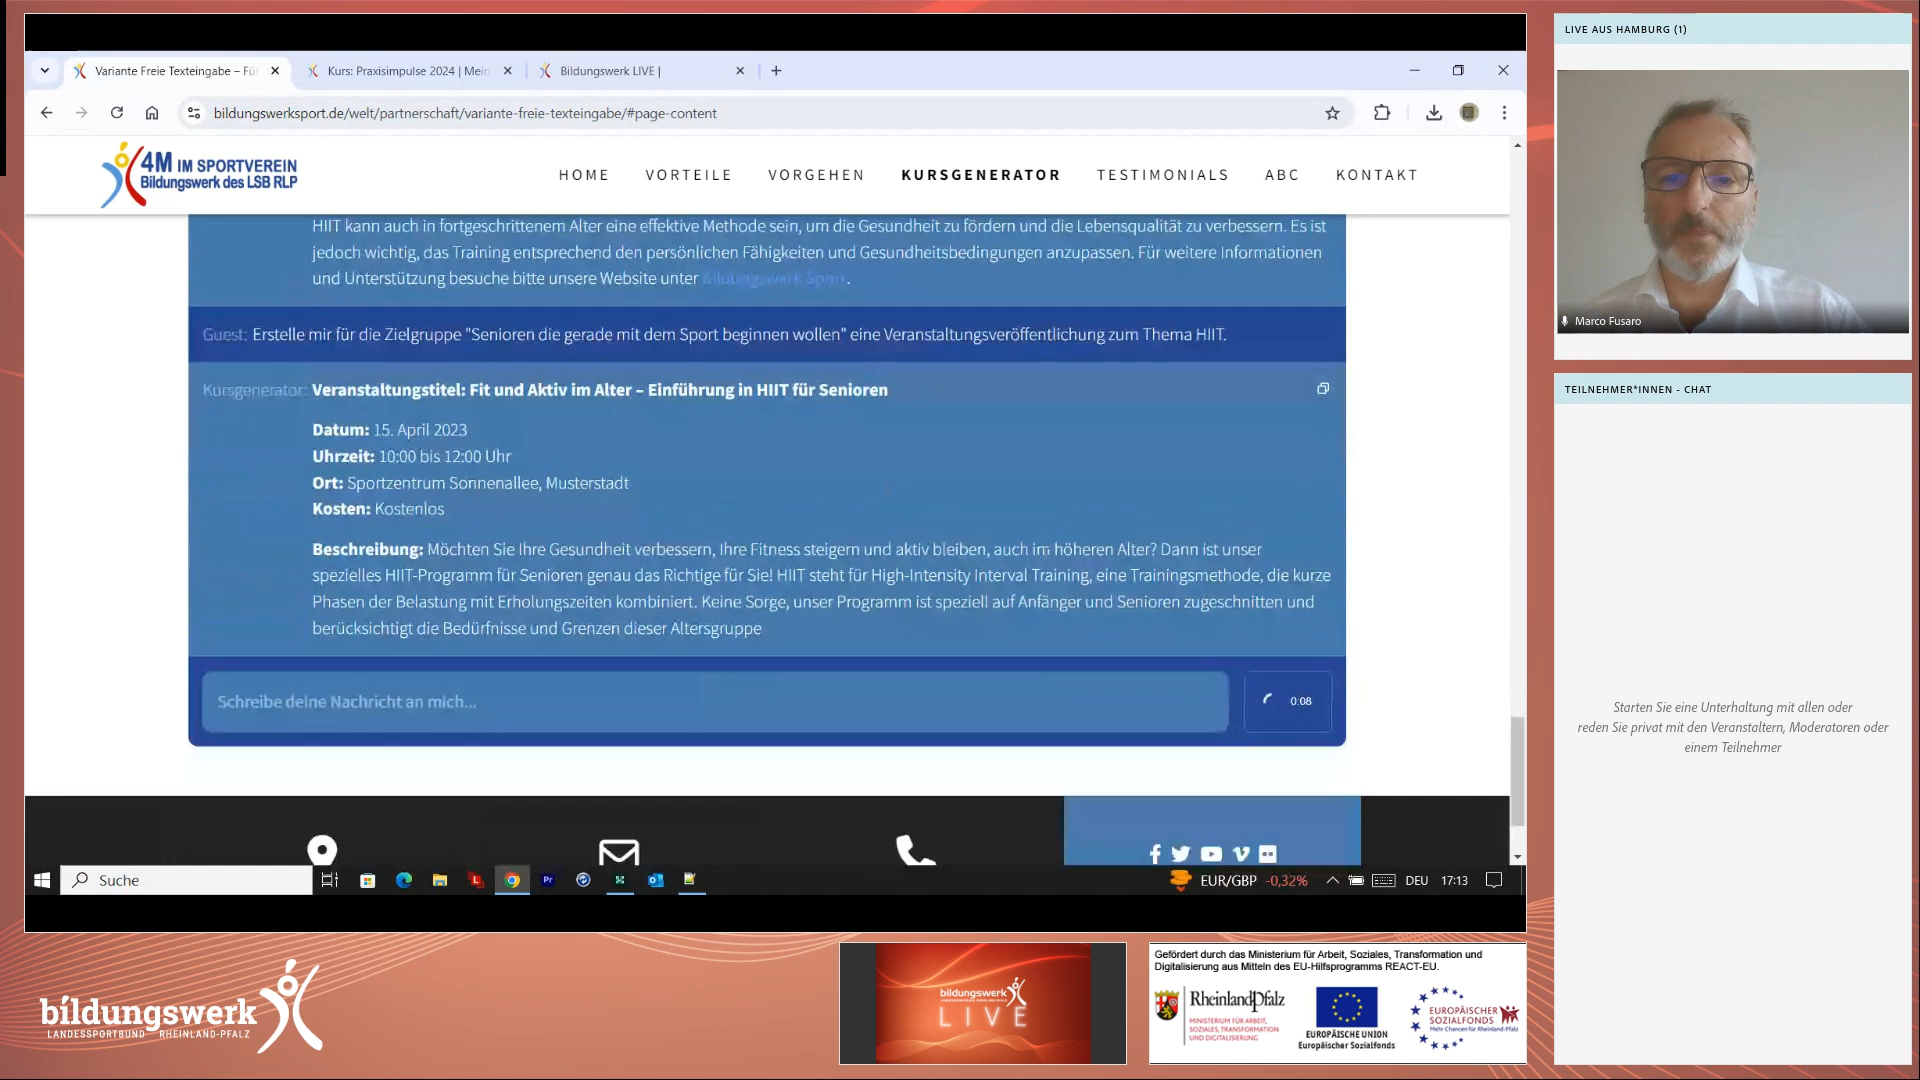 Variante Freie Texteingabe – Fü
Kurs: Praxisimpulse 2024 | Mein
Bildungswerk LIVE |
bildungswerksport.de/welt/partnerschaft/variante-freie-texteingabe/#page-content
4M IM SPORTVEREIN
Bildungswerk des LSB RLP
HOME VORTEILE VORGEHEN KURSGENERATOR TESTIMONIALS ABC KONTAKT
HIIT kann auch in fortgeschrittenem Alter eine effektive Methode sein, um die Gesundheit zu fördern und die Lebensqualität zu verbessern. Es ist
jedoch wichtig, das Training entsprechend den persönlichen Fähigkeiten und Gesundheitsbedingungen anzupassen. Für weitere Informationen
und Unterstützung besuche bitte unsere Website unter Bildungswerk Sport.
Guest: Erstelle mir für die Zielgruppe "Senioren die gerade mit dem Sport beginnen wollen" eine Veranstaltungsveröffentlichung zum Thema HIIT.
Kursgenerator: Veranstaltungstitel: Fit und Aktiv im Alter – Einführung in HIIT für Senioren
Datum: 15. April 2023
Uhrzeit: 10:00 bis 12:00 Uhr
Ort: Sportzentrum Sonnenallee, Musterstadt
Kosten: Kostenlos
Beschreibung: Möchten Sie Ihre Gesundheit verbessern, Ihre Fitness steigern und aktiv bleiben, auch im höheren Alter? Dann ist unser
spezielles HIIT-Programm für Senioren genau das Richtige für Sie! HIIT steht für High-Intensity Interval Training, eine Trainingsmethode, die kurze
Phasen der Belastung mit Erholungszeiten kombiniert. Keine Sorge, unser Programm ist speziell auf Anfänger und Senioren zugeschnitten und
berücksichtigt die Bedürfnisse und Grenzen dieser Altersgruppe
Schreibe deine Nachricht an mich...
0:08
Suche
EUR/GBP -0,32%
DEU 17:13
LIVE AUS HAMBURG (1)
Marco Fusaro
TEILNEHMER*INNEN - CHAT
Starten Sie eine Unterhaltung mit allen oder
reden Sie privat mit den Veranstaltern, Moderatoren oder
einem Teilnehmer
bildungswerk
LANDESSPORTBUND RHEINLAND-PFALZ
bildungswerk
LIVE
Gefördert durch das Ministerium für Arbeit, Soziales, Transformation und
Digitalisierung aus Mitteln des EU-Hilfsprogramms REACT-EU.
RheinlandPfalz
MINISTERIUM FÜR ARBEIT,
SOZIALES, TRANSFORMATION
UND DIGITALISIERUNG
EUROPÄISCHE UNION
Europäischer Sozialfonds
EUROPÄISCHER
SOZIALFONDS
Mehr Chancen für Rheinland-Pfalz